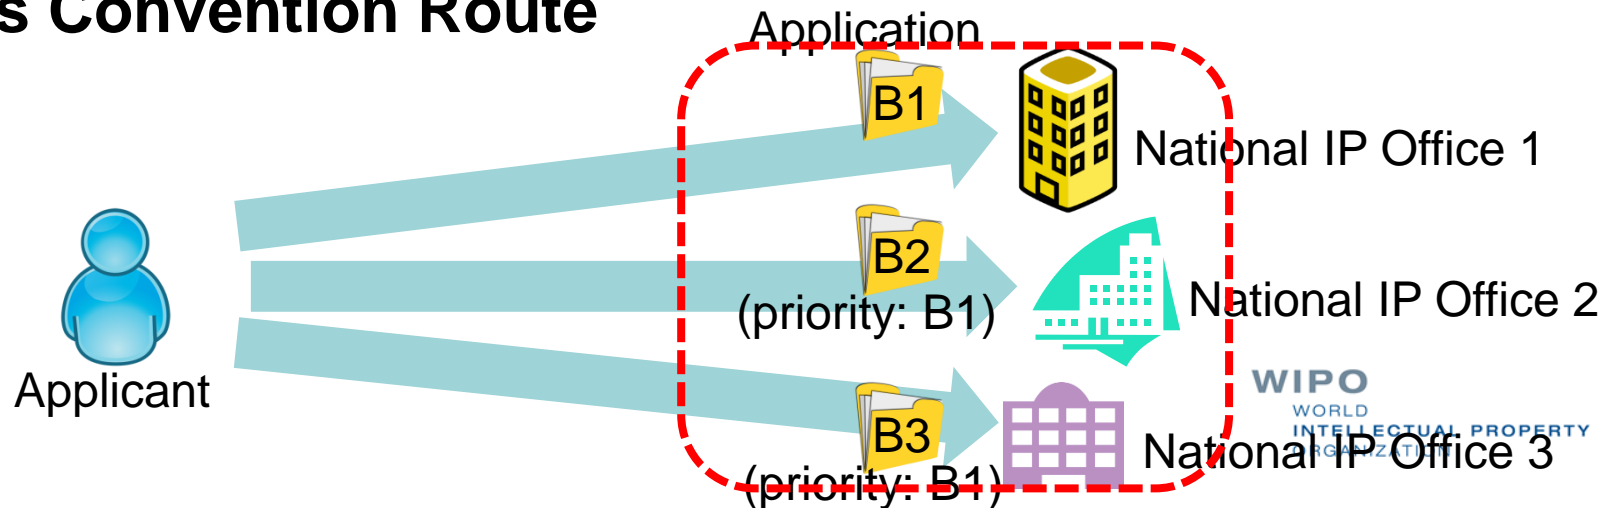 s Convention Route
Application
B1
National IP Office 1
B2
(priority: B1)
National IP Office 2
Applicant
WIPO
WORLD
INTELLECTUAL PROPERTY
ORGANIZATION
B3
National IP Office 3
(priority: B1)